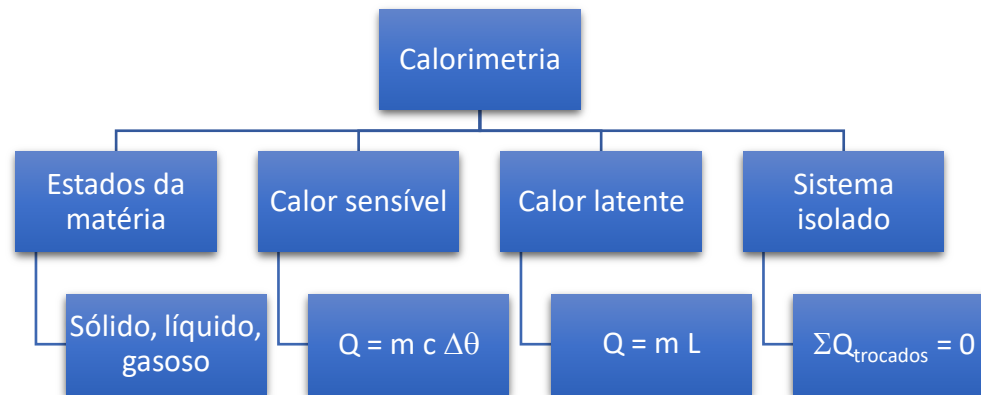 Calorimetria
Estados da
matéria
Calor sensível
Calor latente
Sistema
isolado
Sólido, líquido,
gasoso
Q = m c Δθ
Q = m L
ΣQtrocados = 0